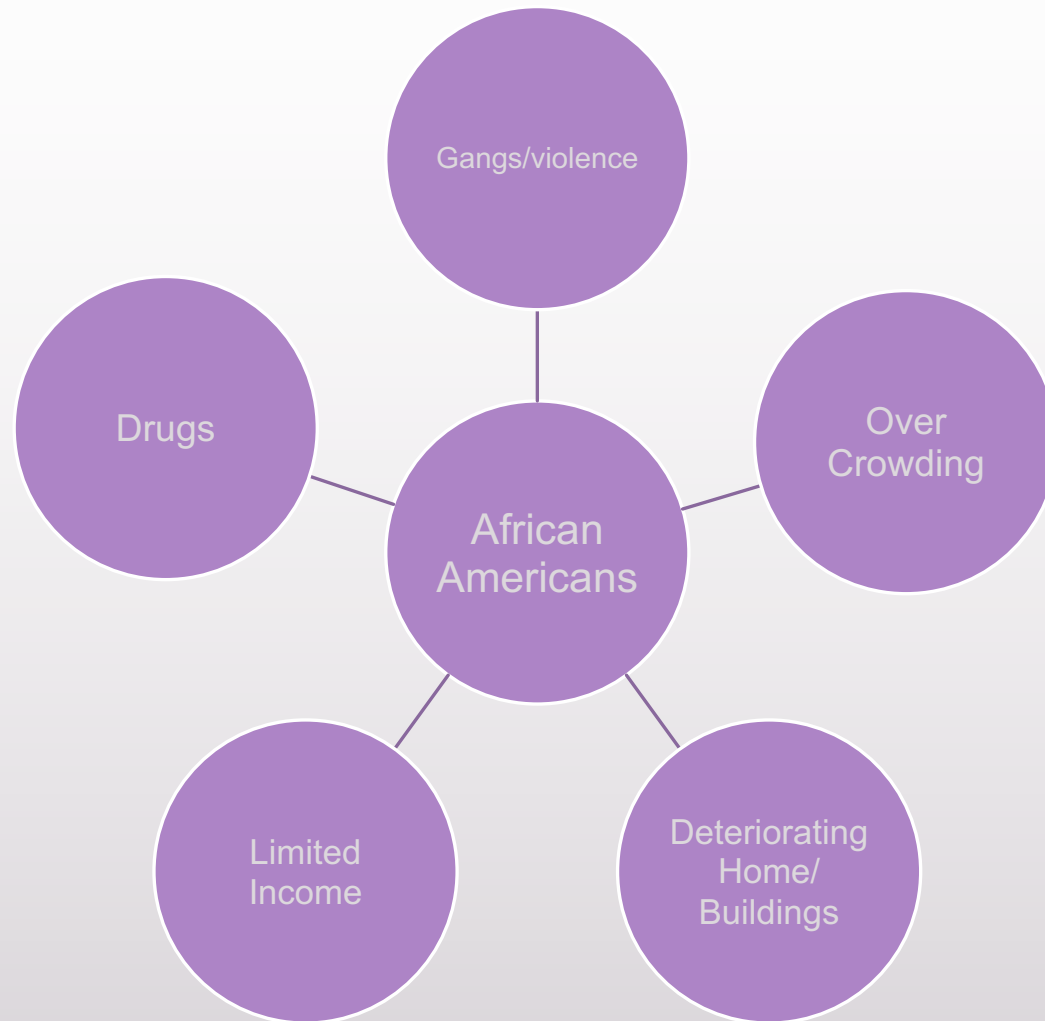 Gangs/violence
Drugs
Over
Crowding
African
Americans
Limited
Income
Deteriorating
Home/
Buildings